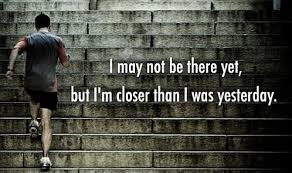 I may not be there yet,
but I'm closer than I was yesterday.